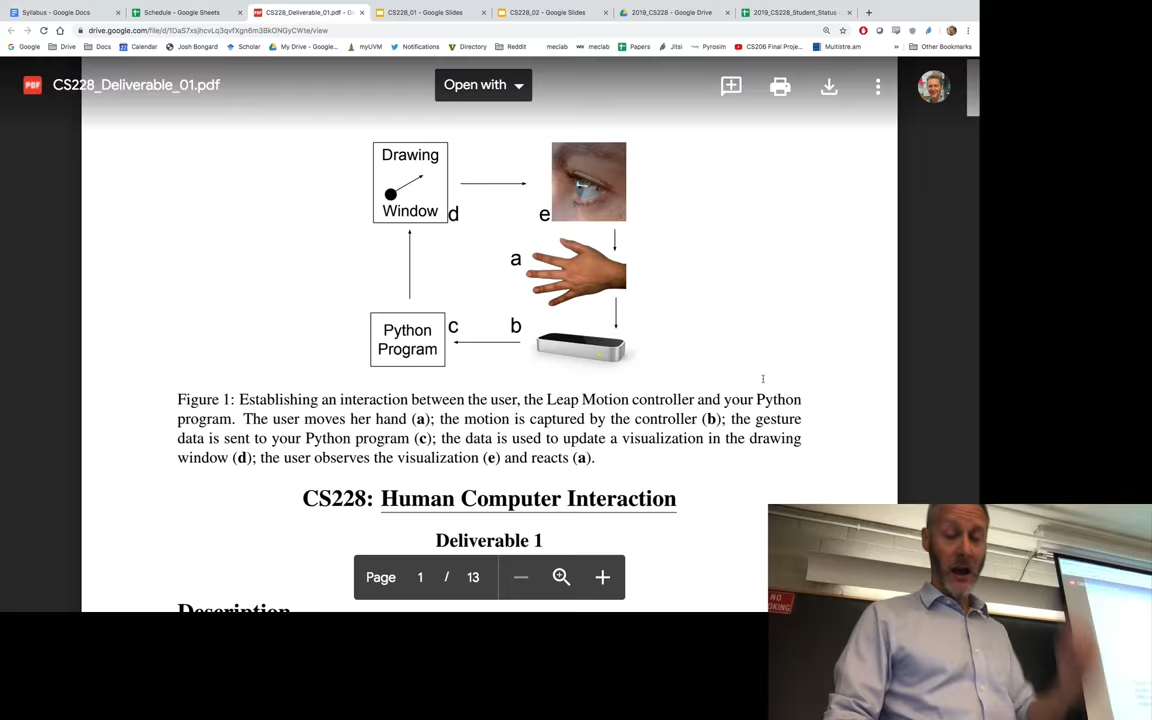 Syllabus - Google Docs
Schedule - Google Sheets
CS228_Deliverable_01.pdf - G
CS228_01 - Google Slides
CS228_02 - Google Slides
2019_CS228 - Google Drive
2019_CS228_Student_Status
drive.google.com/file/d/1DaS7xsjhcvLq3qvfXgn6m3BkONGyCWte/view
Google
Drive
Docs
Calendar
Josh Bongard
Scholar
My Drive - Google...
myUVM
Notifications
Directory
Reddit
meclab
meclab
Papers
Jitsi
Pyrosim
CS206 Final Proje...
Multistre.am
»
Other Bookmarks
PDF
CS228_Deliverable_01.pdf
Open with
Drawing
Window
d
e
a
b
c
Python
Program
Figure 1: Establishing an interaction between the user, the Leap Motion controller and your Python
program. The user moves her hand (a); the motion is captured by the controller (b); the gesture
data is sent to your Python program (c); the data is used to update a visualization in the drawing
window (d); the user observes the visualization (e) and reacts (a).
CS228: Human Computer Interaction
Deliverable 1
Page 1 / 13
Description
NO